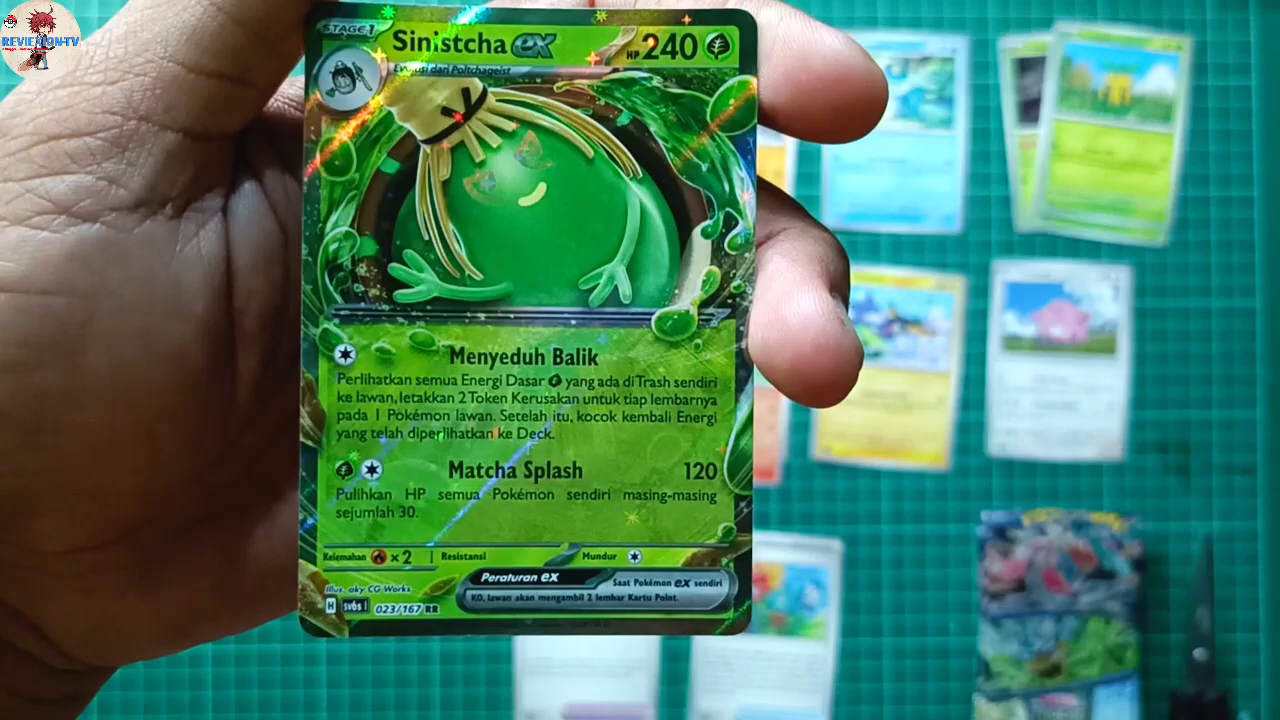 REVIEXION TV
STAGE 1
Sinistcha ex
HP 240
Evolusi dari Poltchageist
Menyeduh Balik
Perlihatkan semua Energi Dasar yang ada di Trash sendiri
ke lawan, letakkan 2 Token Kerusakan untuk tiap lembarnya
pada 1 Pokémon lawan. Setelah itu, kocok kembali Energi
yang telah diperlihatkan ke Deck.
Matcha Splash 120
Pulihkan HP semua Pokémon sendiri masing-masing
sejumlah 30.
Kelemahan ×2 Resistansi Mundur
Illus. aky CG Works
Peraturan ex Saat Pokémon ex sendiri
KO, lawan akan mengambil 2 lembar Kartu Point.
H sv6s I 023/167 RR